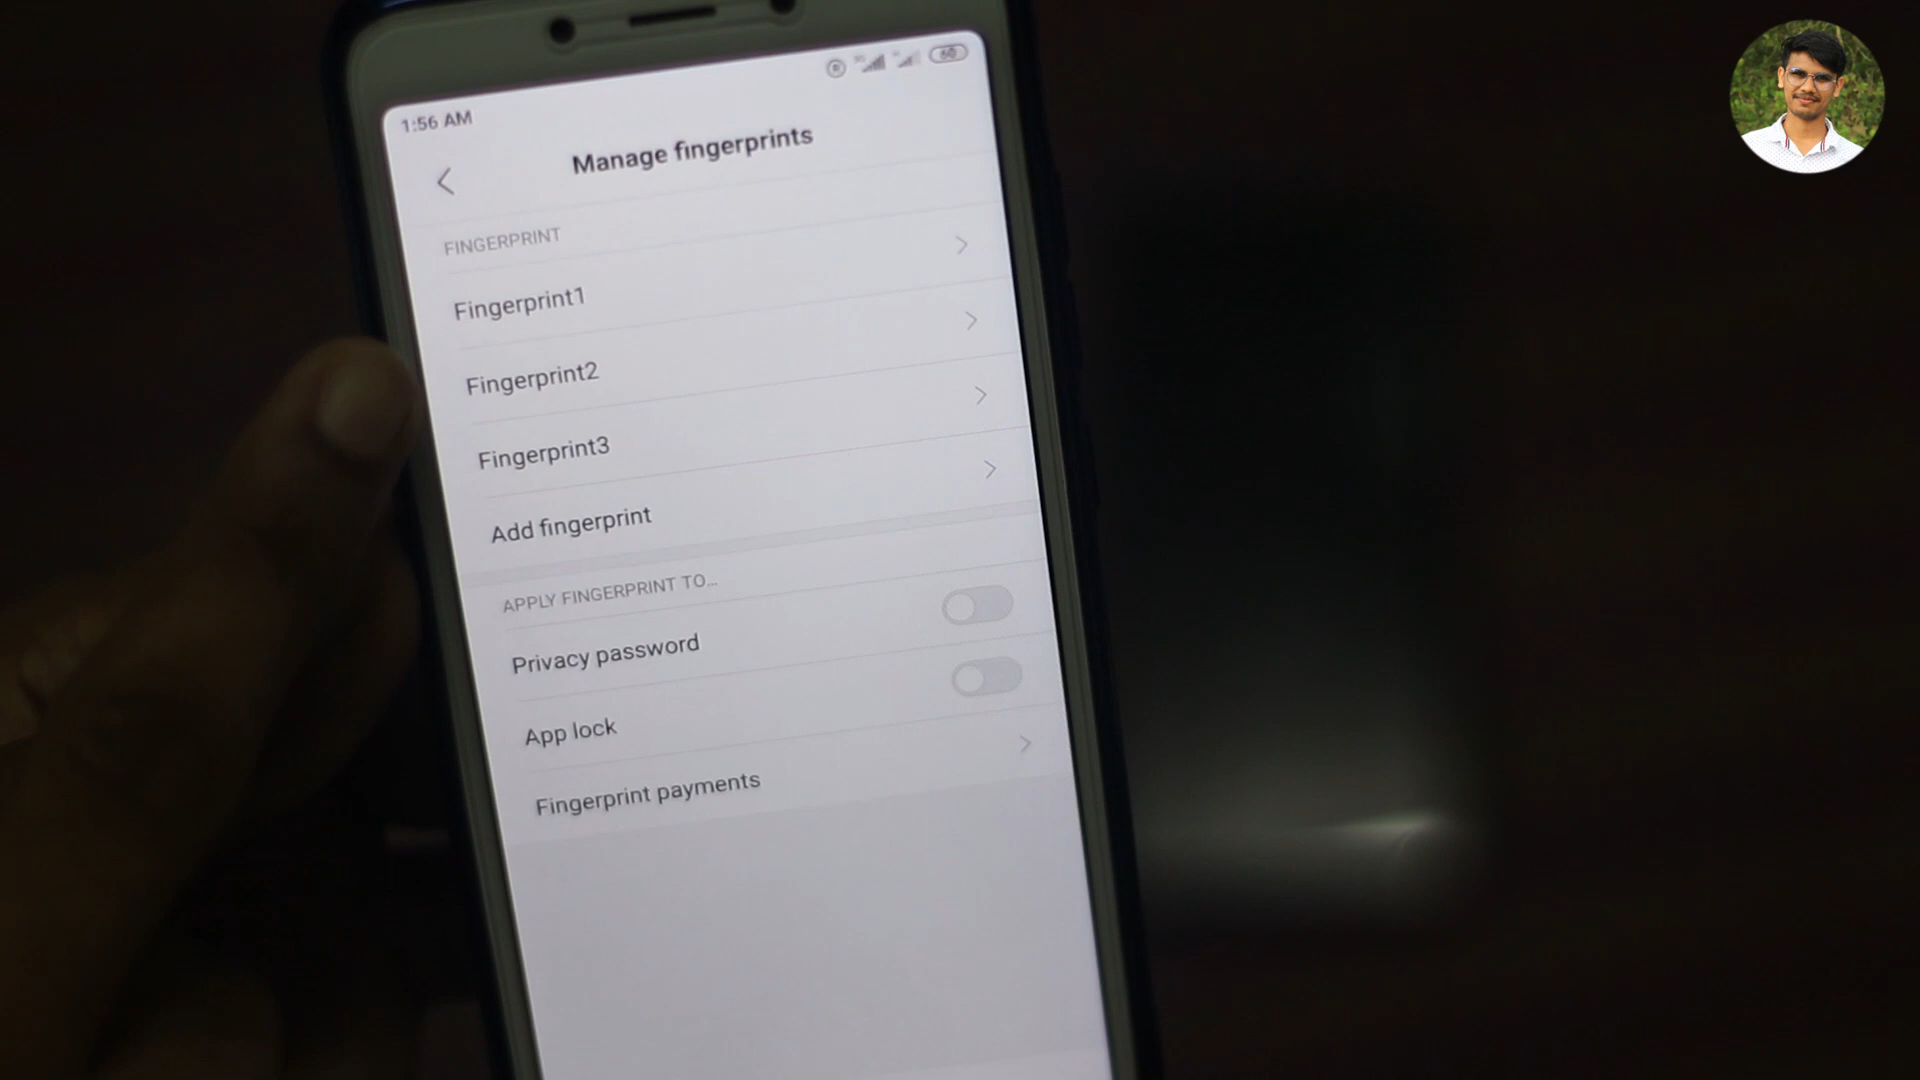 1:56 AM
60
Manage fingerprints
FINGERPRINT
Fingerprint1
Fingerprint2
Fingerprint3
Add fingerprint
APPLY FINGERPRINT TO...
Privacy password
App lock
Fingerprint payments